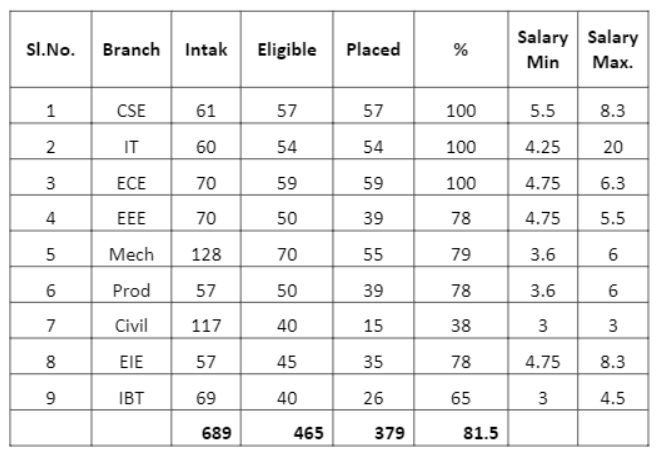 Sl.No. Branch Intak Eligible Placed % Salary Min Salary Max.
1 CSE 61 57 57 100 5.5 8.3
2 IT 60 54 54 100 4.25 20
3 ECE 70 59 59 100 4.75 6.3
4 EEE 70 50 39 78 4.75 5.5
5 Mech 128 70 55 79 3.6 6
6 Prod 57 50 39 78 3.6 6
7 Civil 117 40 15 38 3 3
8 EIE 57 45 35 78 4.75 8.3
9 IBT 69 40 26 65 3 4.5
689 465 379 81.5